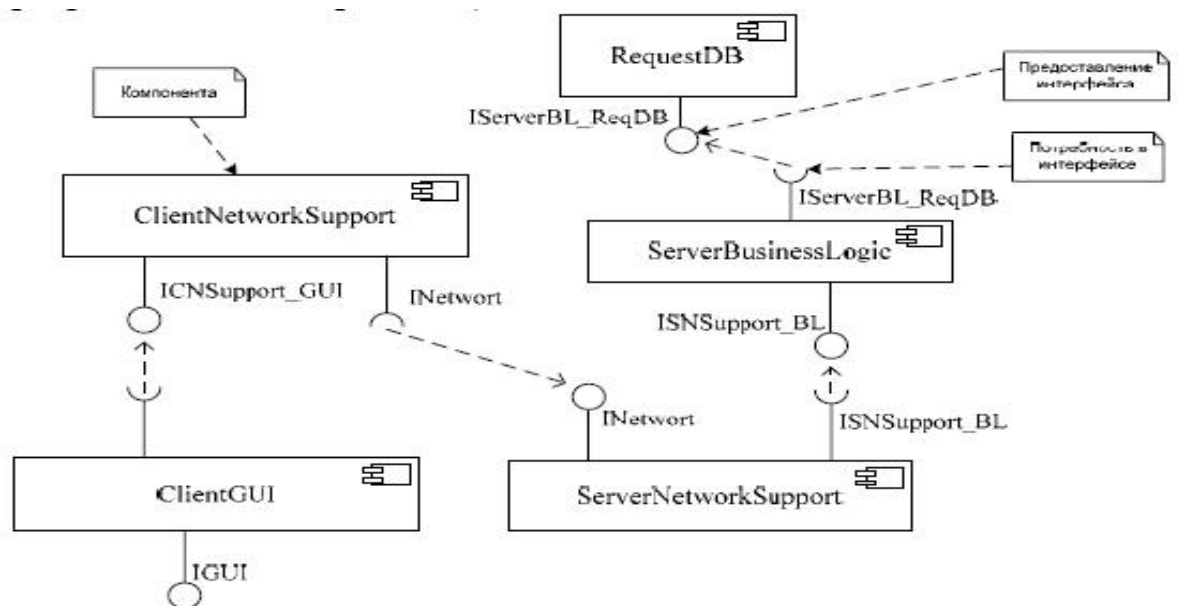 RequestDB
Компонента
Предоставление
интерфейса
IServerBL_ReqDB
Потребность в
интерфейсе
IServerBL_ReqDB
ClientNetworkSupport
ServerBusinessLogic
ICNSupport_GUI
INetwort
ISNSupport_BL
INetwort
ISNSupport_BL
ClientGUI
ServerNetworkSupport
IGUI